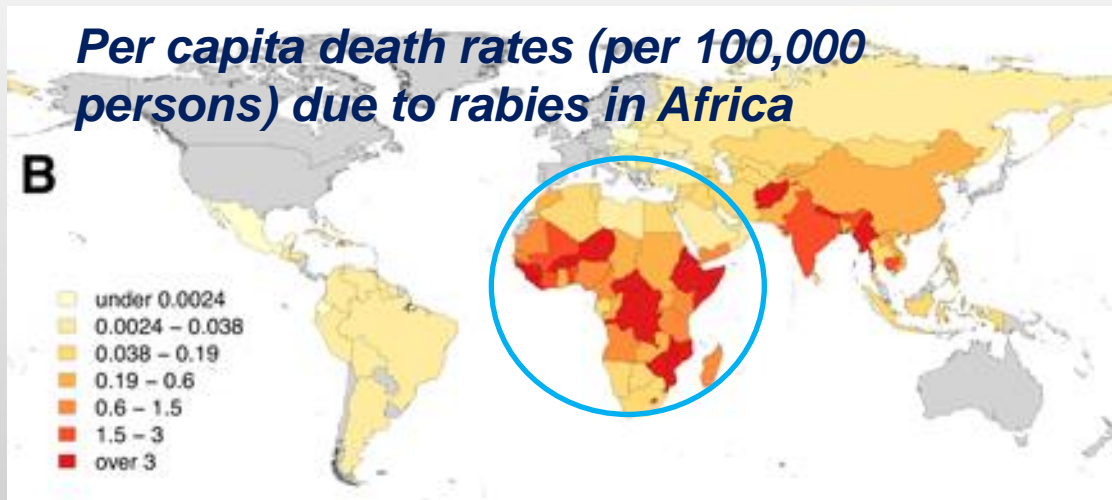 Per capita death rates (per 100,000
persons) due to rabies in Africa
B
under 0.0024
0.0024 – 0.038
0.038 – 0.19
0.19 – 0.6
0.6 – 1.5
1.5 – 3
over 3